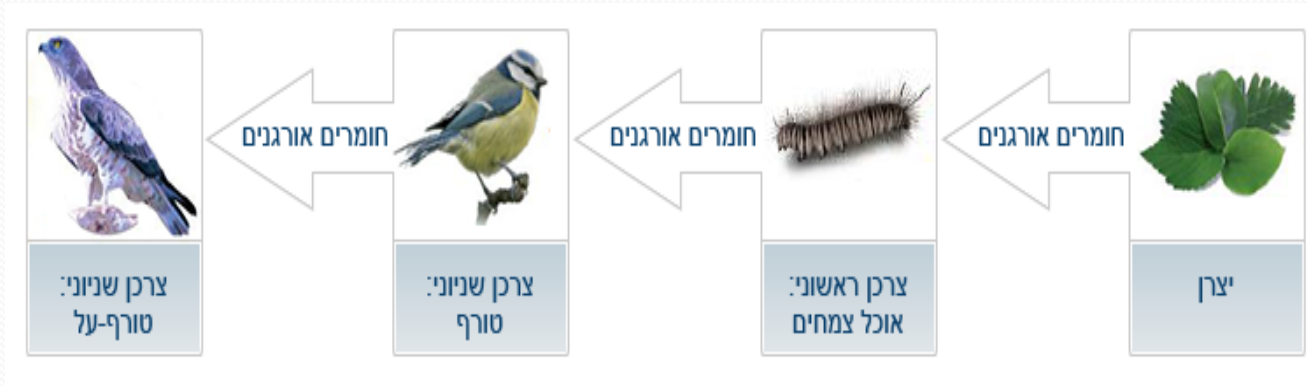 חומרים אורגנים
חומרים אורגנים
חומרים אורגנים
יצרן
צרכן ראשוני:
אוכל צמחים
צרכן שניוני:
טורף
צרכן שניוני:
טורף-על